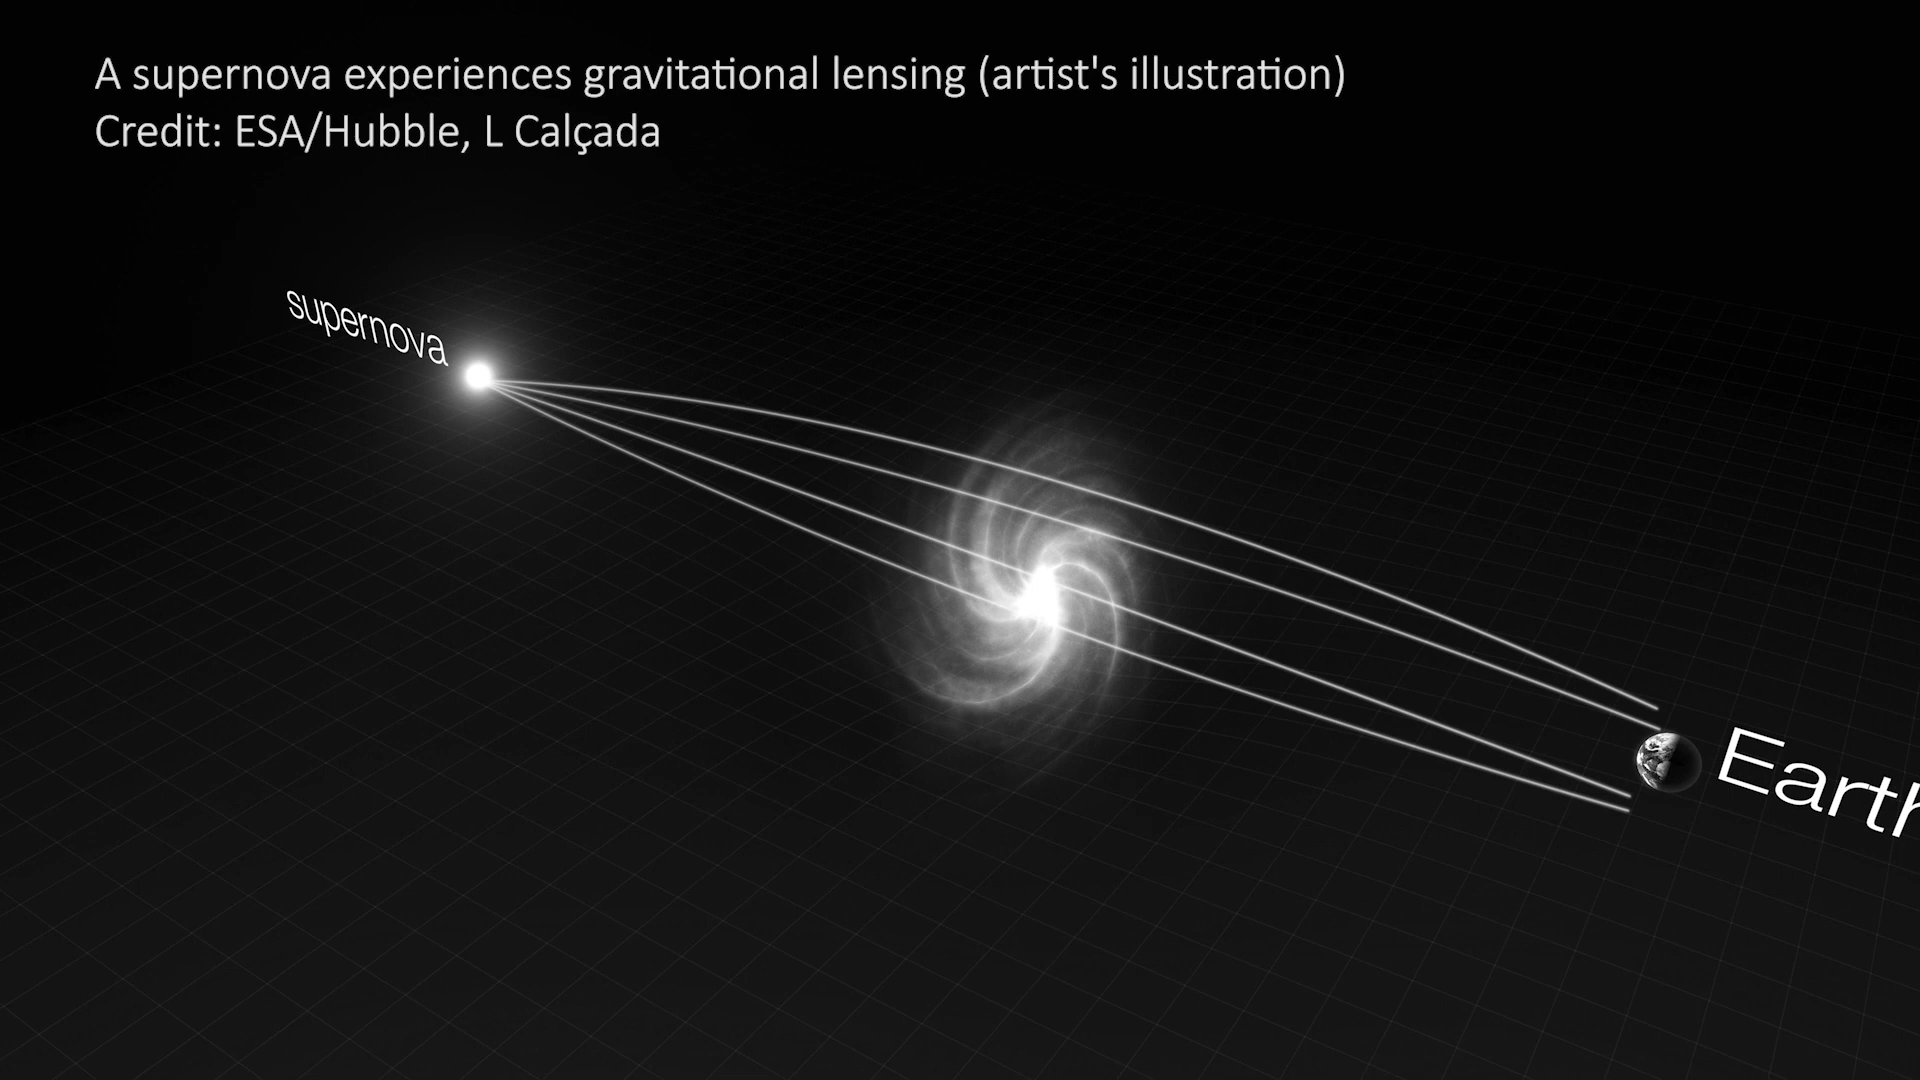 A supernova experiences gravitational lensing (artist's illustration)
Credit: ESA/Hubble, L Calçada
supernova
Earth